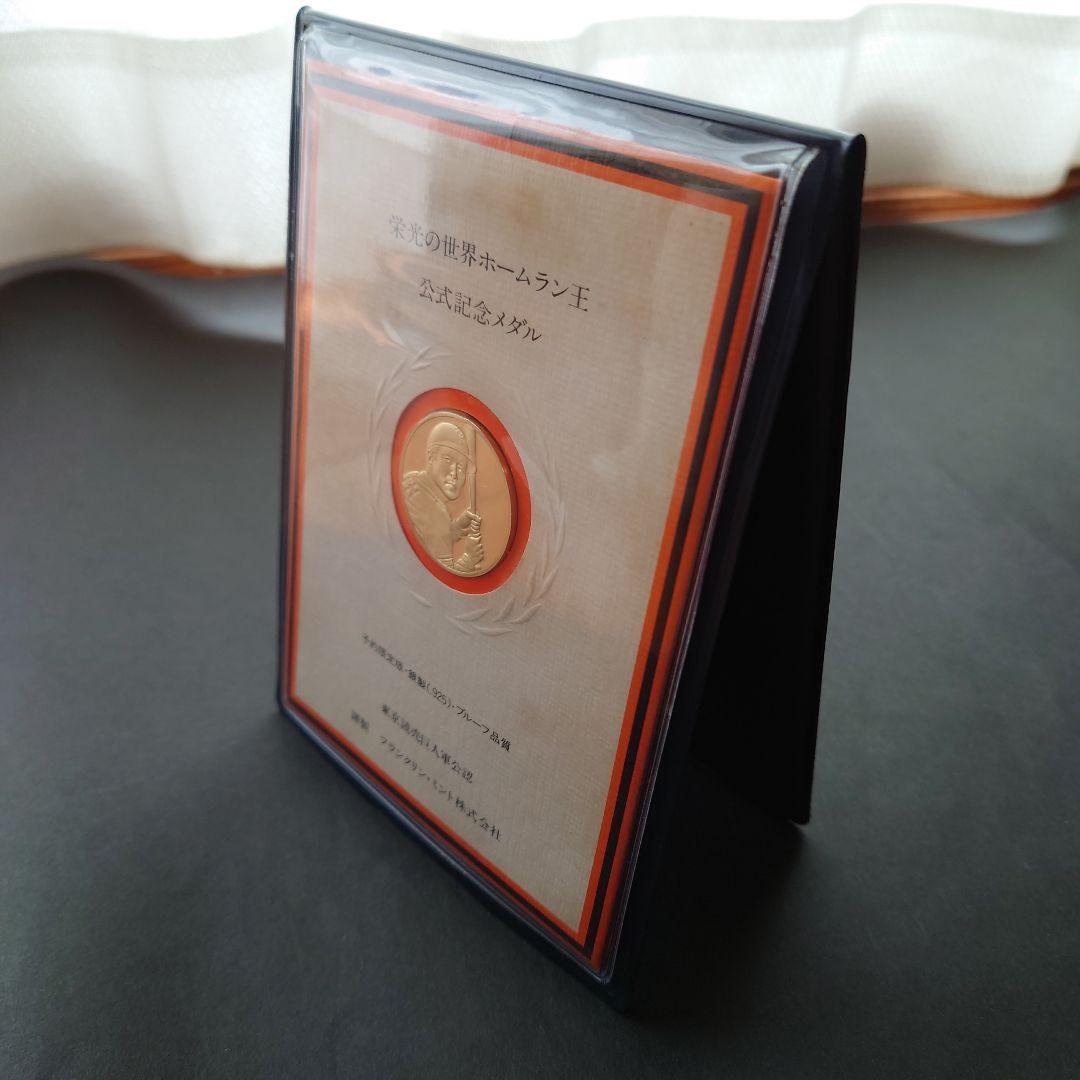 栄光の世界ホームラン王
公式記念メダル
予約限定版・銀製(.925)・プルーフ品質
東京読売巨人軍公認
謹製 フランクリン・ミント株式会社